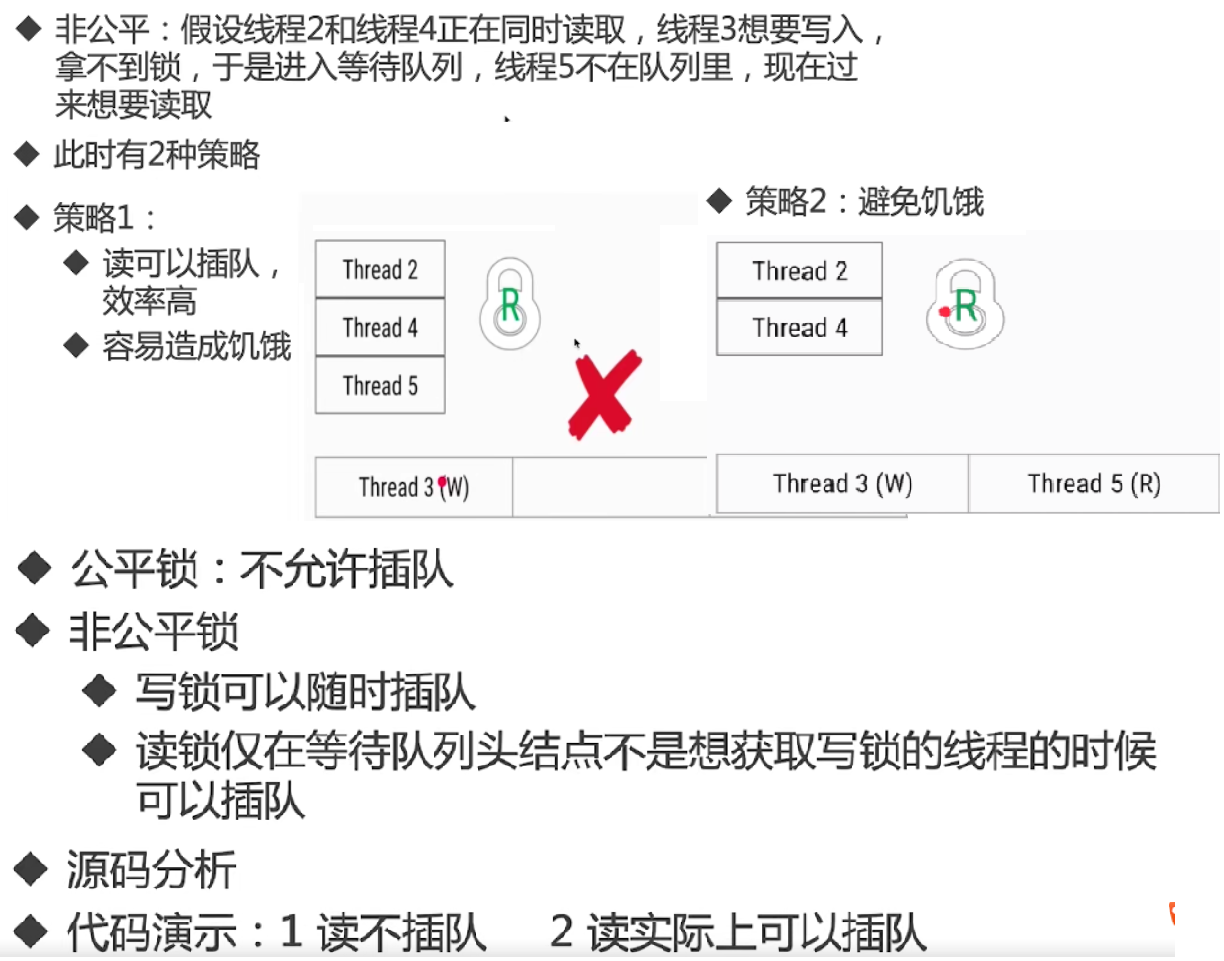 ◆ 非公平：假设线程2和线程4正在同时读取，线程3想要写入，
拿不到锁，于是进入等待队列，线程5不在队列里，现在过
来想要读取
◆ 此时有2种策略
◆ 策略1：
◆ 读可以插队，
效率高
◆ 容易造成饥饿
Thread 2
Thread 4
Thread 5
R
Thread 3 (W)
◆ 策略2：避免饥饿
Thread 2
Thread 4
R
Thread 3 (W)
Thread 5 (R)
◆ 公平锁：不允许插队
◆ 非公平锁
◆ 写锁可以随时插队
◆ 读锁仅在等待队列头结点不是想获取写锁的线程的时候
可以插队
◆ 源码分析
◆ 代码演示：1 读不插队 2 读实际上可以插队